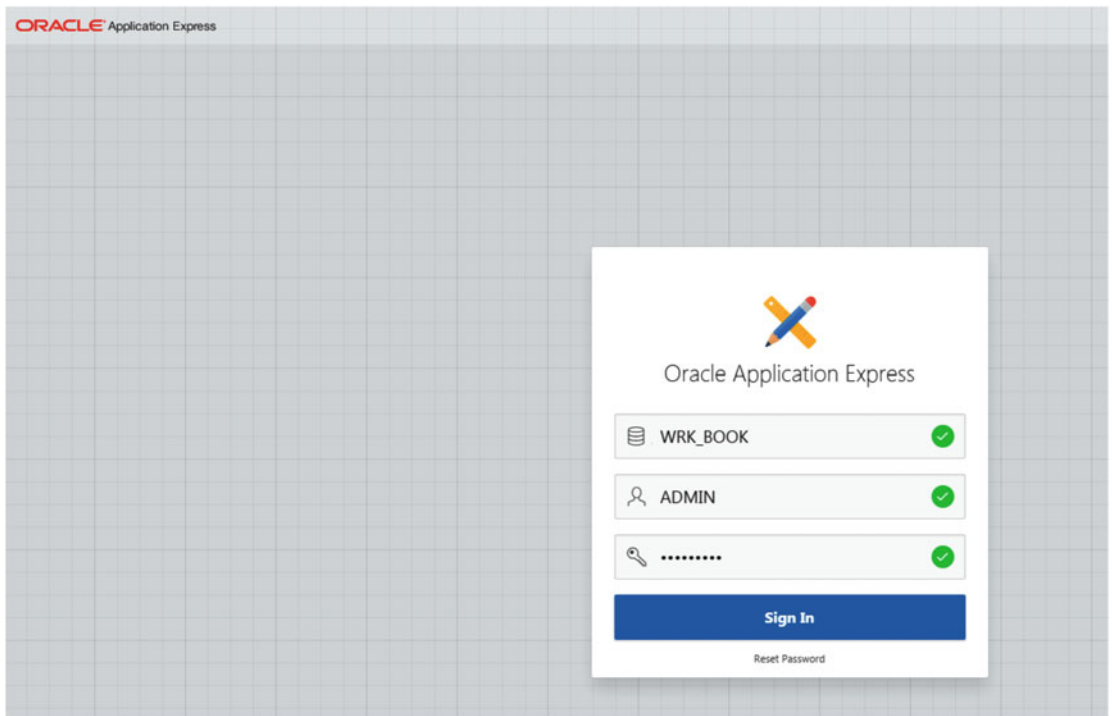 ORACLE Application Express
Oracle Application Express
WRK_BOOK
ADMIN
•••••••••
Sign In
Reset Password